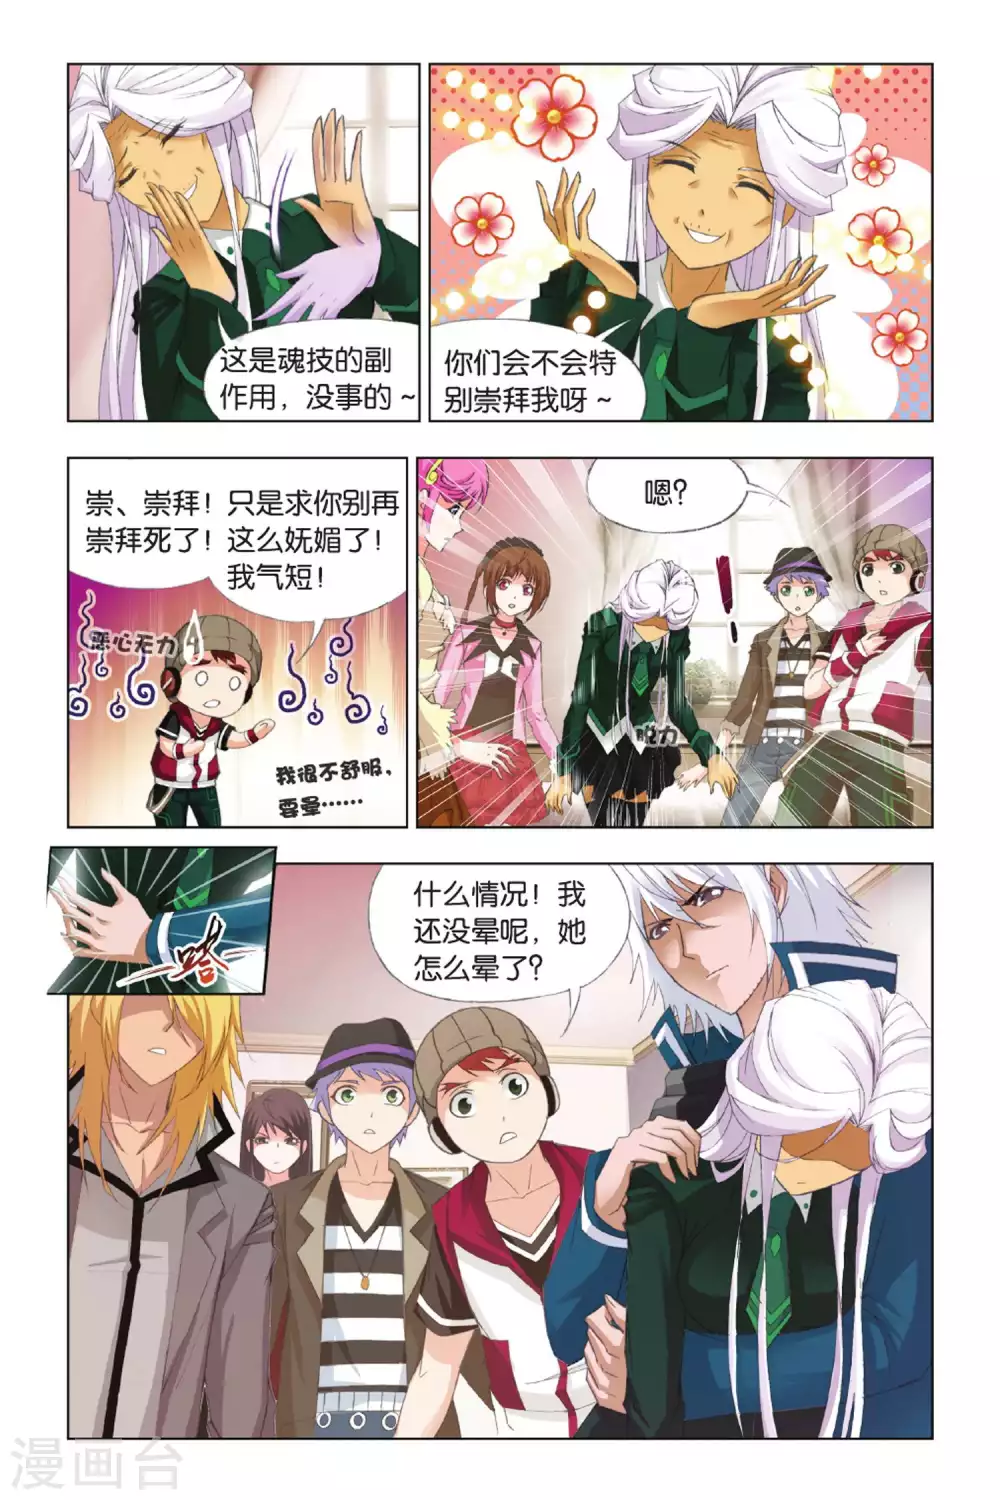 这是魂技的副
作用，没事的~
你们会不会特
别崇拜我呀~
崇、崇拜！只是求你别再
崇拜死了！这么妩媚了！
我气短！
恶心无力
我很不舒服，
要晕……
嗯？
！
脱力
搭
什么情况！我
还没晕呢，她
怎么晕了？
漫画台